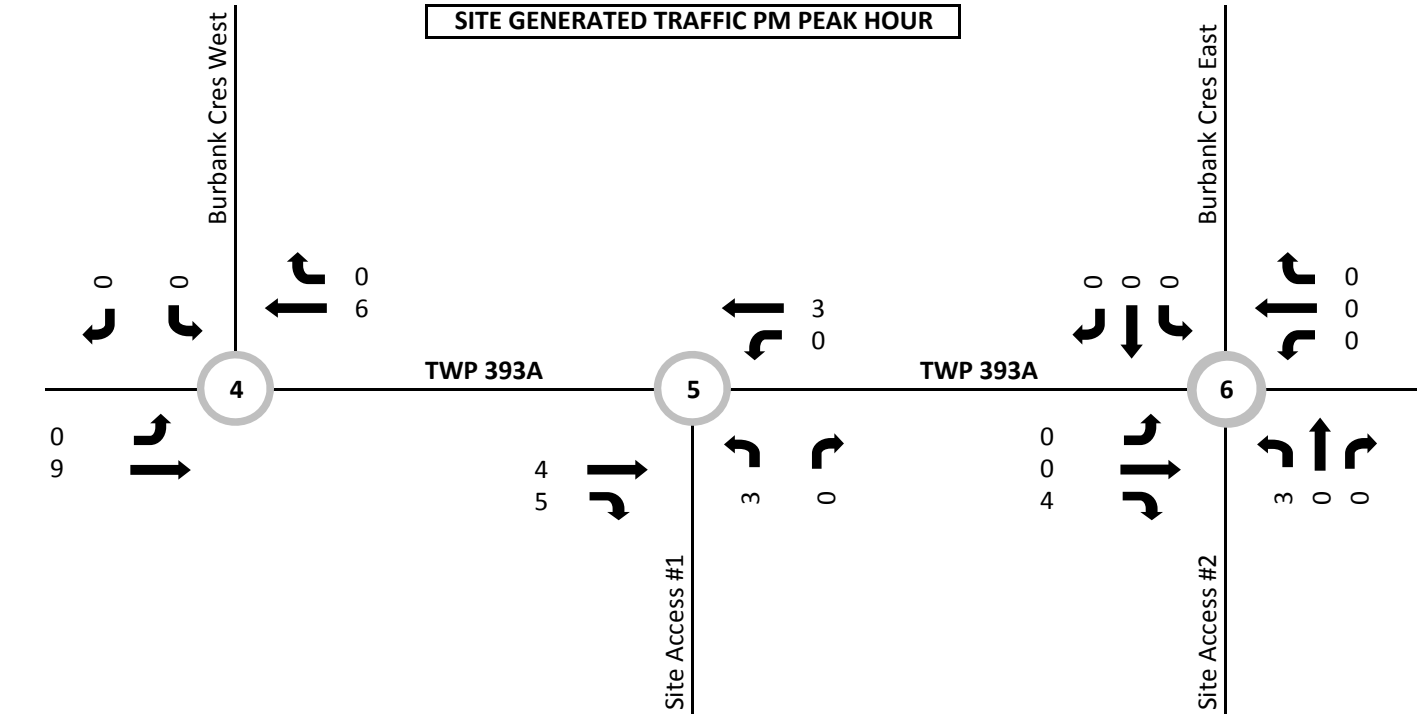 SITE GENERATED TRAFFIC PM PEAK HOUR
Burbank Cres West
Burbank Cres East
0 0
0
6
3
0
0 0 0
0
0
0
TWP 393A
TWP 393A
4
5
6
0
9
4
5
3 0
0
0
4
3 0 0
Site Access #1
Site Access #2